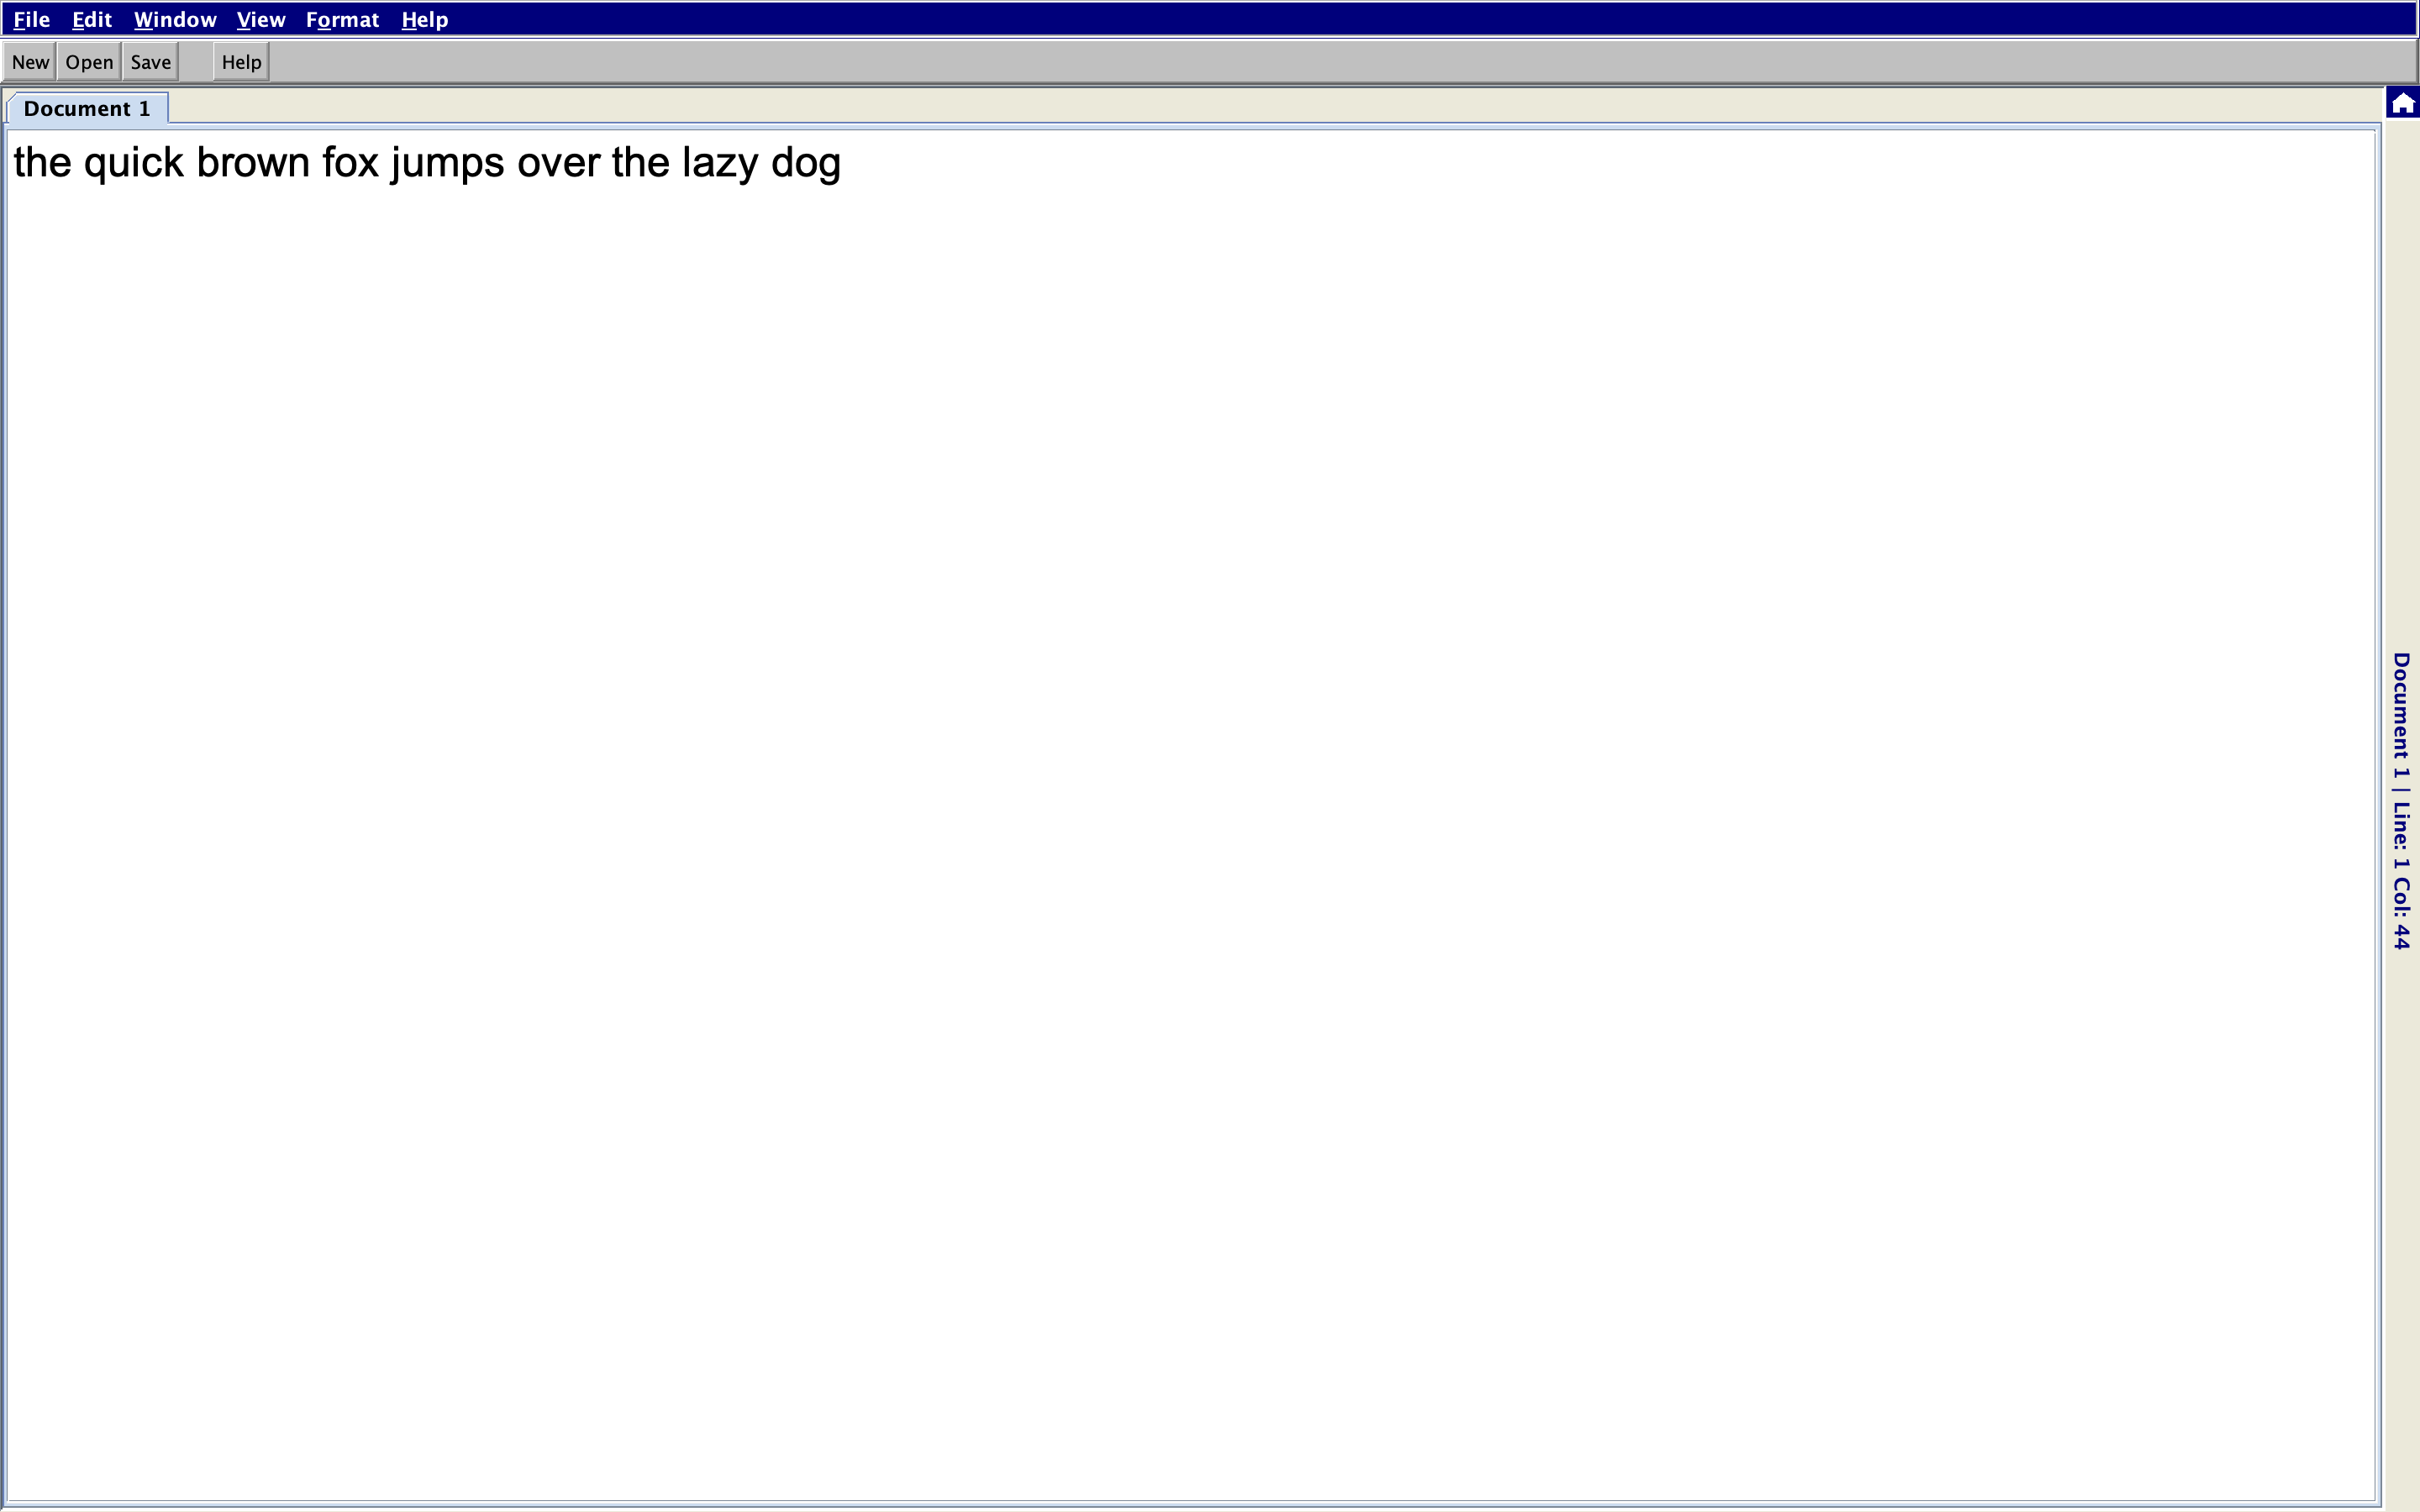 File Edit Window View Format Help
New Open Save Help
Document 1
the quick brown fox jumps over the lazy dog
Document 1 | Line: 1 Col: 44